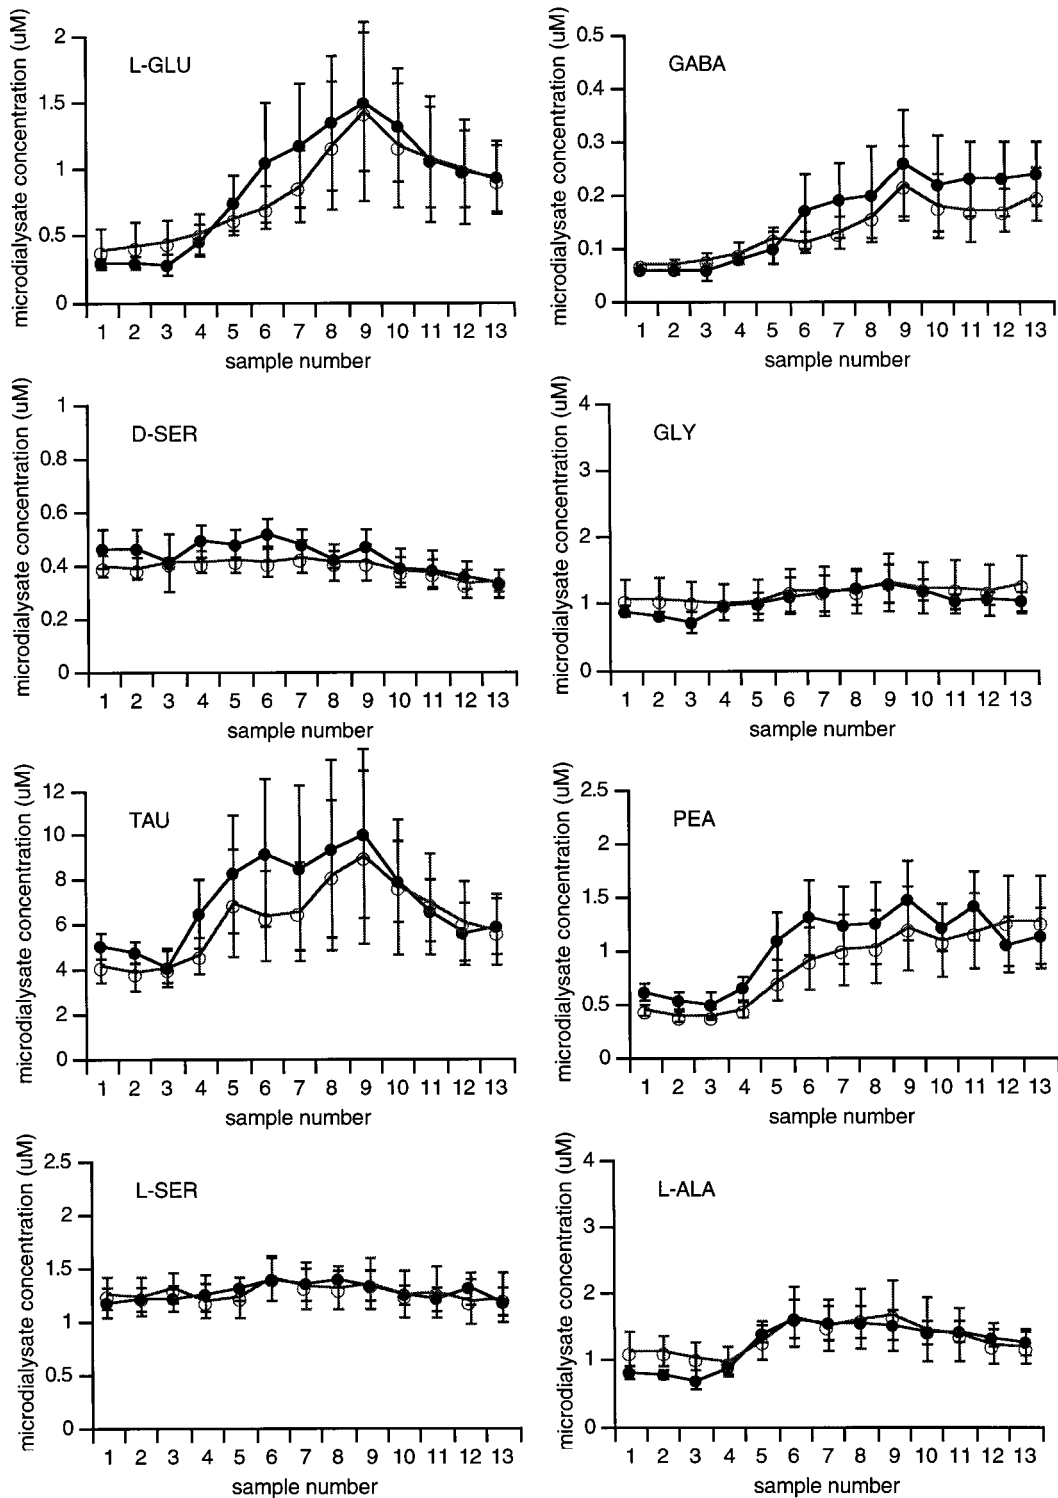 microdialysate concentration (uM)
L-GLU
2
1.5
1
0.5
0
1 2 3 4 5 6 7 8 9 10 11 12 13
sample number
microdialysate concentration (uM)
GABA
0.5
0.4
0.3
0.2
0.1
0
1 2 3 4 5 6 7 8 9 10 11 12 13
sample number
microdialysate concentration (uM)
D-SER
1
0.8
0.6
0.4
0.2
0
1 2 3 4 5 6 7 8 9 10 11 12 13
sample number
microdialysate concentration (uM)
GLY
4
3
2
1
0
1 2 3 4 5 6 7 8 9 10 11 12 13
sample number
microdialysate concentration (uM)
TAU
12
10
8
6
4
2
0
1 2 3 4 5 6 7 8 9 10 11 12 13
sample number
microdialysate concentration (uM)
PEA
2.5
2
1.5
1
0.5
0
1 2 3 4 5 6 7 8 9 10 11 12 13
sample number
microdialysate concentration (uM)
L-SER
2.5
2
1.5
1
0.5
0
1 2 3 4 5 6 7 8 9 10 11 12 13
sample number
microdialysate concentration (uM)
L-ALA
4
3
2
1
0
1 2 3 4 5 6 7 8 9 10 11 12 13
sample number